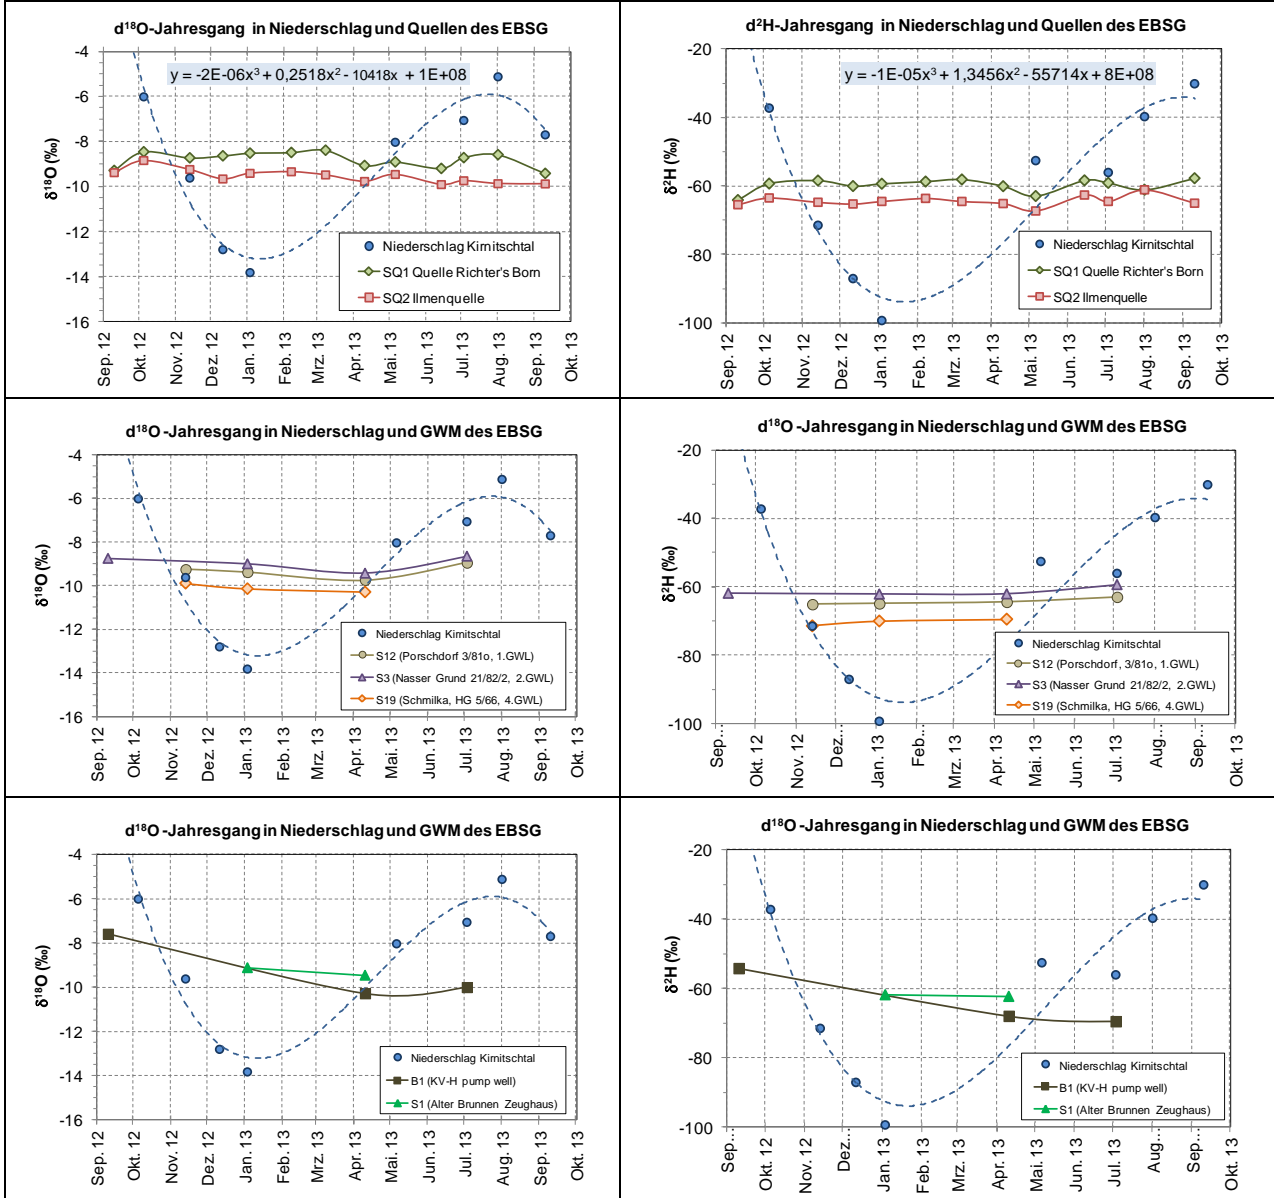 d¹⁸O-Jahresgang in Niederschlag und Quellen des EBSG
y = -2E-06x³ + 0,2518x² - 10418x + 1E+08
δ¹⁸O (‰)
-4
-6
-8
-10
-12
-14
-16
Niederschlag Kirnitschtal
SQ1 Quelle Richter's Born
SQ2 Ilmenquelle
Sep. 12
Okt. 12
Nov. 12
Dez. 12
Jan. 13
Feb. 13
Mrz. 13
Apr. 13
Mai. 13
Jun. 13
Jul. 13
Aug. 13
Sep. 13
Okt. 13
d²H-Jahresgang in Niederschlag und Quellen des EBSG
y = -1E-05x³ + 1,3456x² - 55714x + 8E+08
δ²H (‰)
-20
-40
-60
-80
-100
Niederschlag Kirnitschtal
SQ1 Quelle Richter's Born
SQ2 Ilmenquelle
Sep. 12
Okt. 12
Nov. 12
Dez. 12
Jan. 13
Feb. 13
Mrz. 13
Apr. 13
Mai. 13
Jun. 13
Jul. 13
Aug. 13
Sep. 13
Okt. 13
d¹⁸O -Jahresgang in Niederschlag und GWM des EBSG
δ¹⁸O (‰)
-4
-6
-8
-10
-12
-14
-16
Niederschlag Kirnitschtal
S12 (Porschdorf 3/81o, 1.GWL)
S3 (Nasser Grund 21/82/2, 2.GWL)
S19 (Schmilka, HG 5/66, 4.GWL)
Sep. 12
Okt. 12
Nov. 12
Dez. 12
Jan. 13
Feb. 13
Mrz. 13
Apr. 13
Mai. 13
Jun. 13
Jul. 13
Aug. 13
Sep. 13
Okt. 13
d¹⁸O -Jahresgang in Niederschlag und GWM des EBSG
δ²H (‰)
-20
-40
-60
-80
-100
Niederschlag Kirnitschtal
S12 (Porschdorf, 3/81o, 1.GWL)
S3 (Nasser Grund 21/82/2, 2.GWL)
S19 (Schmilka, HG 5/66, 4.GWL)
Sep...
Okt. 12
Nov. 12
Dez...
Jan. 13
Feb...
Mrz. 13
Apr. 13
Mai. 13
Jun. 13
Jul. 13
Aug...
Sep...
Okt. 13
d¹⁸O -Jahresgang in Niederschlag und GWM des EBSG
δ¹⁸O (‰)
-4
-6
-8
-10
-12
-14
-16
Niederschlag Kirnitschtal
B1 (KV-H pump well)
S1 (Alter Brunnen Zeughaus)
Sep. 12
Okt. 12
Nov. 12
Dez. 12
Jan. 13
Feb. 13
Mrz. 13
Apr. 13
Mai. 13
Jun. 13
Jul. 13
Aug. 13
Sep. 13
Okt. 13
d¹⁸O -Jahresgang in Niederschlag und GWM des EBSG
δ²H (‰)
-20
-40
-60
-80
-100
Niederschlag Kirnitschtal
B1 (KV-H pump well)
S1 (Alter Brunnen Zeughaus)
Sep...
Okt. 12
Nov. 12
Dez...
Jan. 13
Feb. 13
Mrz. 13
Apr. 13
Mai. 13
Jun. 13
Jul. 13
Aug...
Sep...
Okt. 13